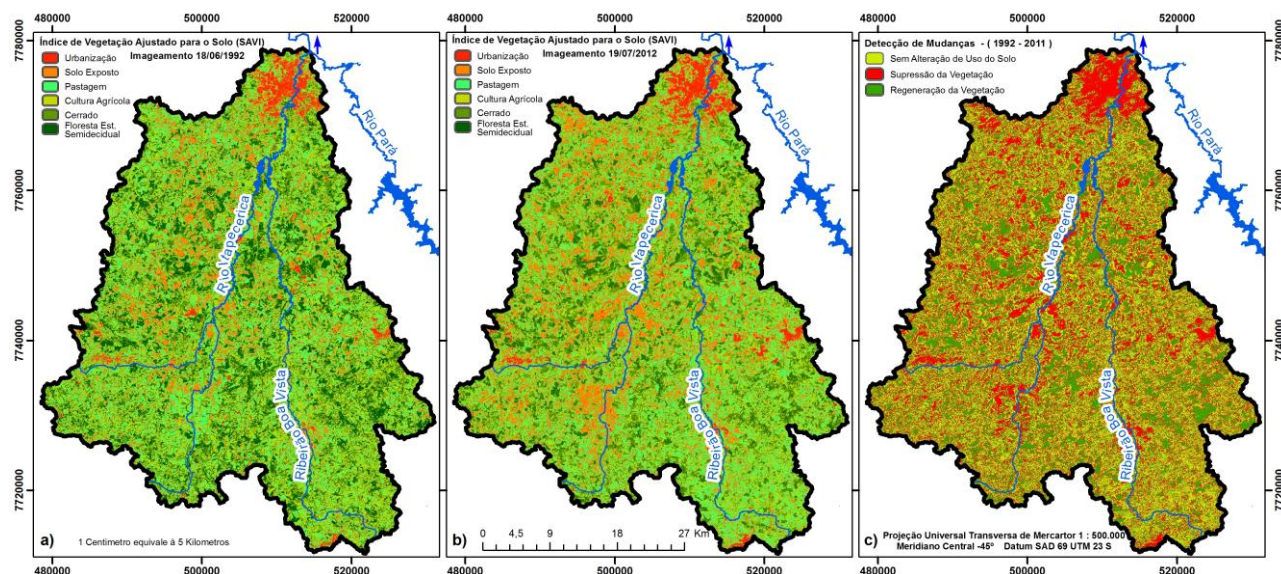 480000 500000 520000 480000 500000 520000 480000 500000 520000
7780000
7760000
7740000
7720000
Índice de Vegetação Ajustado para o Solo (SAVI)
Imageamento 18/06/1992
Urbanização
Solo Exposto
Pastagem
Cultura Agrícola
Cerrado
Floresta Est.
Semidecidual
Rio Pará
Rio Itapecerica
Ribeirão Boa Vista
a)
1 Centimetro equivale à 5 Kilometros
Índice de Vegetação Ajustado para o Solo (SAVI)
Imageamento 19/07/2012
Urbanização
Solo Exposto
Pastagem
Cultura Agrícola
Cerrado
Floresta Est.
Semidecidual
Rio Pará
Rio Itapecerica
Ribeirão Boa Vista
b)
0 4,5 9 18 27 Km
Detecção de Mudanças - ( 1992 - 2011 )
Sem Alteração de Uso do Solo
Supressão da Vegetação
Regeneração da Vegetação
Rio Pará
Rio Itapecerica
Ribeirão Boa Vista
c)
Projeção Universal Transversa de Mercartor 1 : 500.000
Meridiano Central -45º Datum SAD 69 UTM 23 S
7780000
7760000
7740000
7720000
480000 500000 520000 480000 500000 520000 480000 500000 520000